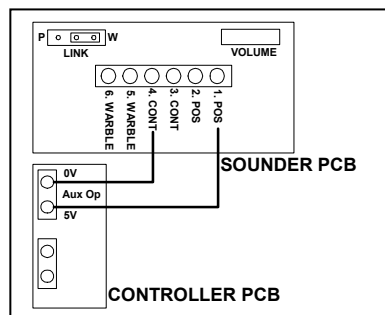 P W
LINK
VOLUME
6. WARBLE
5. WARBLE
4. CONT
3. CONT
2. POS
1. POS
SOUNDER PCB
0V
Aux Op
5V
CONTROLLER PCB